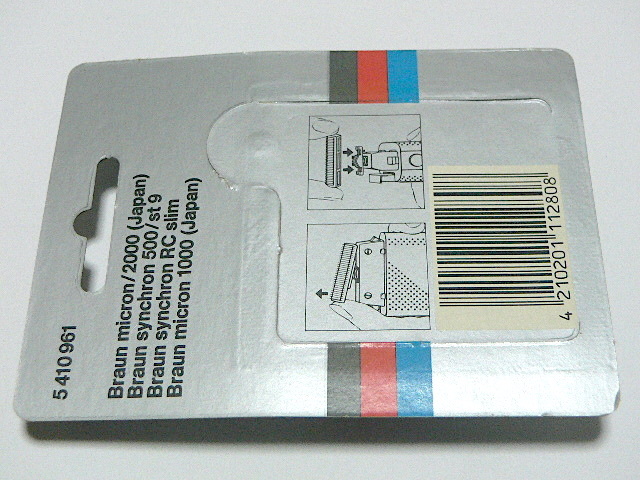 5 410 961
Braun micron/2000 (Japan)
Braun synchron 500/st 9
Braun synchron RC slim
Braun micron 1000 (Japan)
4 210201 112808